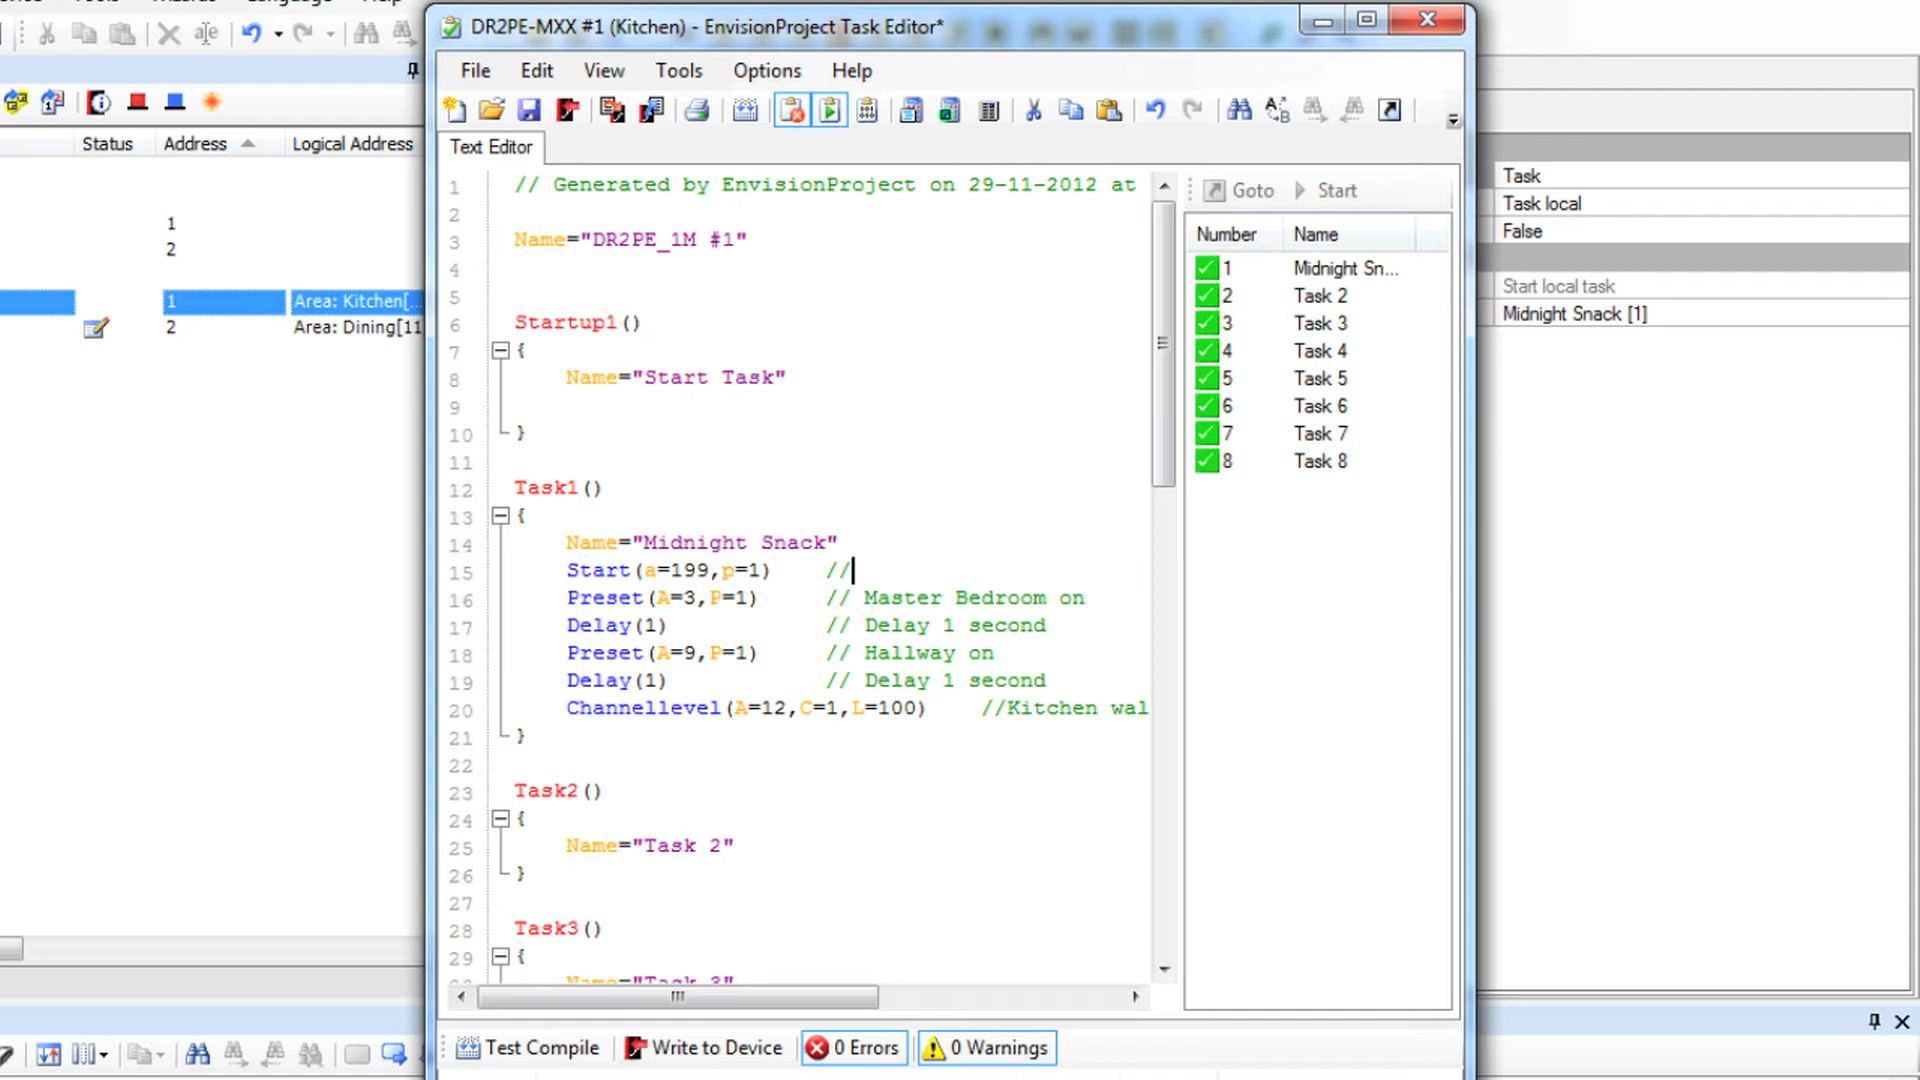 Tools
Help
Status Address Logical Address
1
2
1 Area: Kitchen[...
2 Area: Dining[11
DR2PE-MXX #1 (Kitchen) - EnvisionProject Task Editor*
File Edit View Tools Options Help
Text Editor
1 // Generated by EnvisionProject on 29-11-2012 at
2
3 Name="DR2PE_1M #1"
4
5
6 Startup1()
7 {
8 Name="Start Task"
9
10 }
11
12 Task1()
13 {
14 Name="Midnight Snack"
15 Start(a=199,p=1) //
16 Preset(A=3,P=1) // Master Bedroom on
17 Delay(1) // Delay 1 second
18 Preset(A=9,P=1) // Hallway on
19 Delay(1) // Delay 1 second
20 Channellevel(A=12,C=1,L=100) //Kitchen wal
21 }
22
23 Task2()
24 {
25 Name="Task 2"
26 }
27
28 Task3()
29 {
Name="Task 3"
Goto Start
Number Name
1 Midnight Sn...
2 Task 2
3 Task 3
4 Task 4
5 Task 5
6 Task 6
7 Task 7
8 Task 8
Test Compile Write to Device 0 Errors 0 Warnings
Task
Task local
False
Start local task
Midnight Snack [1]